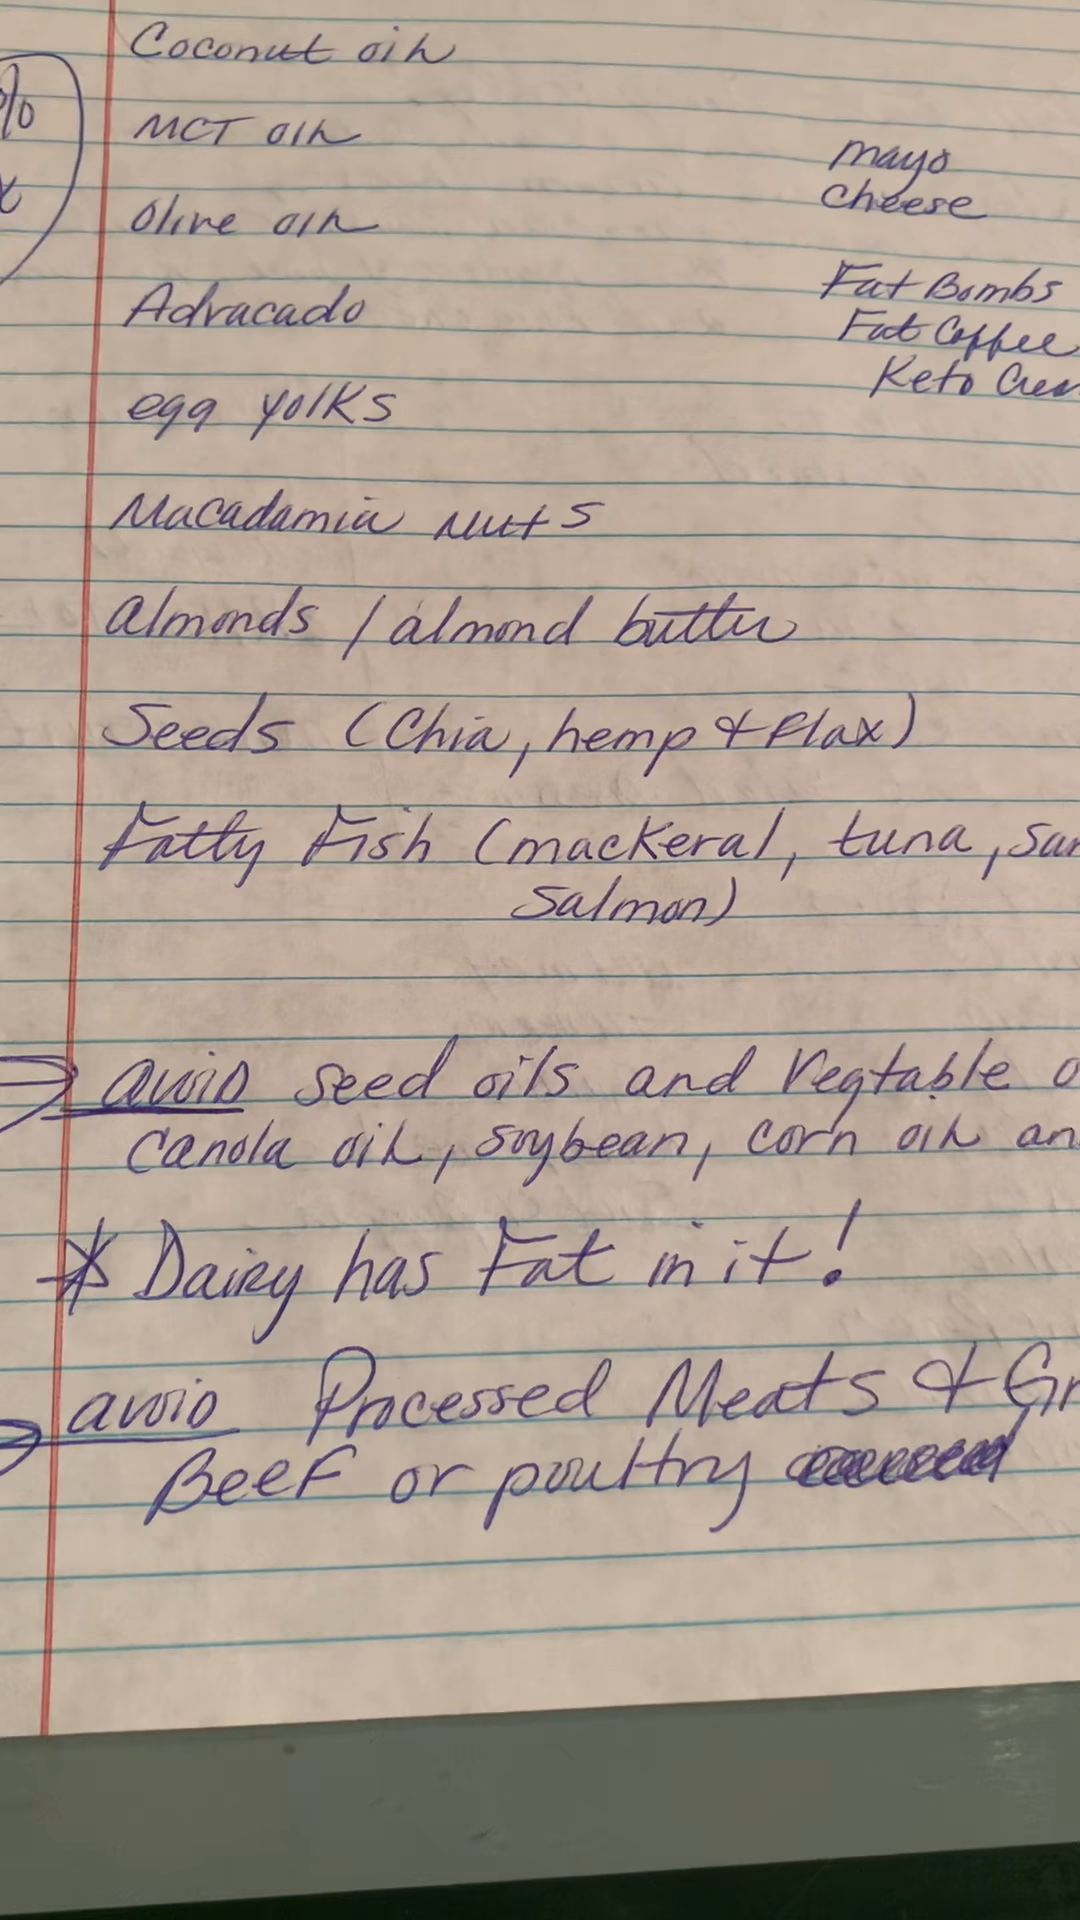 Coconut oil
MCT oil
Olive oil
Advacado
egg yolks
Macadamia nuts
almonds / almond butter
Seeds (Chia, hemp & flax)
Fatty Fish (mackeral, tuna,
Salmon)
mayo
cheese
Fat Bombs
Fat Coffee
Keto
%
avoid seed oils and Vegtable
Canola oil, soybean, corn oil
* Dairy has Fat in it!
avoid Processed Meats &
Beef or poultry